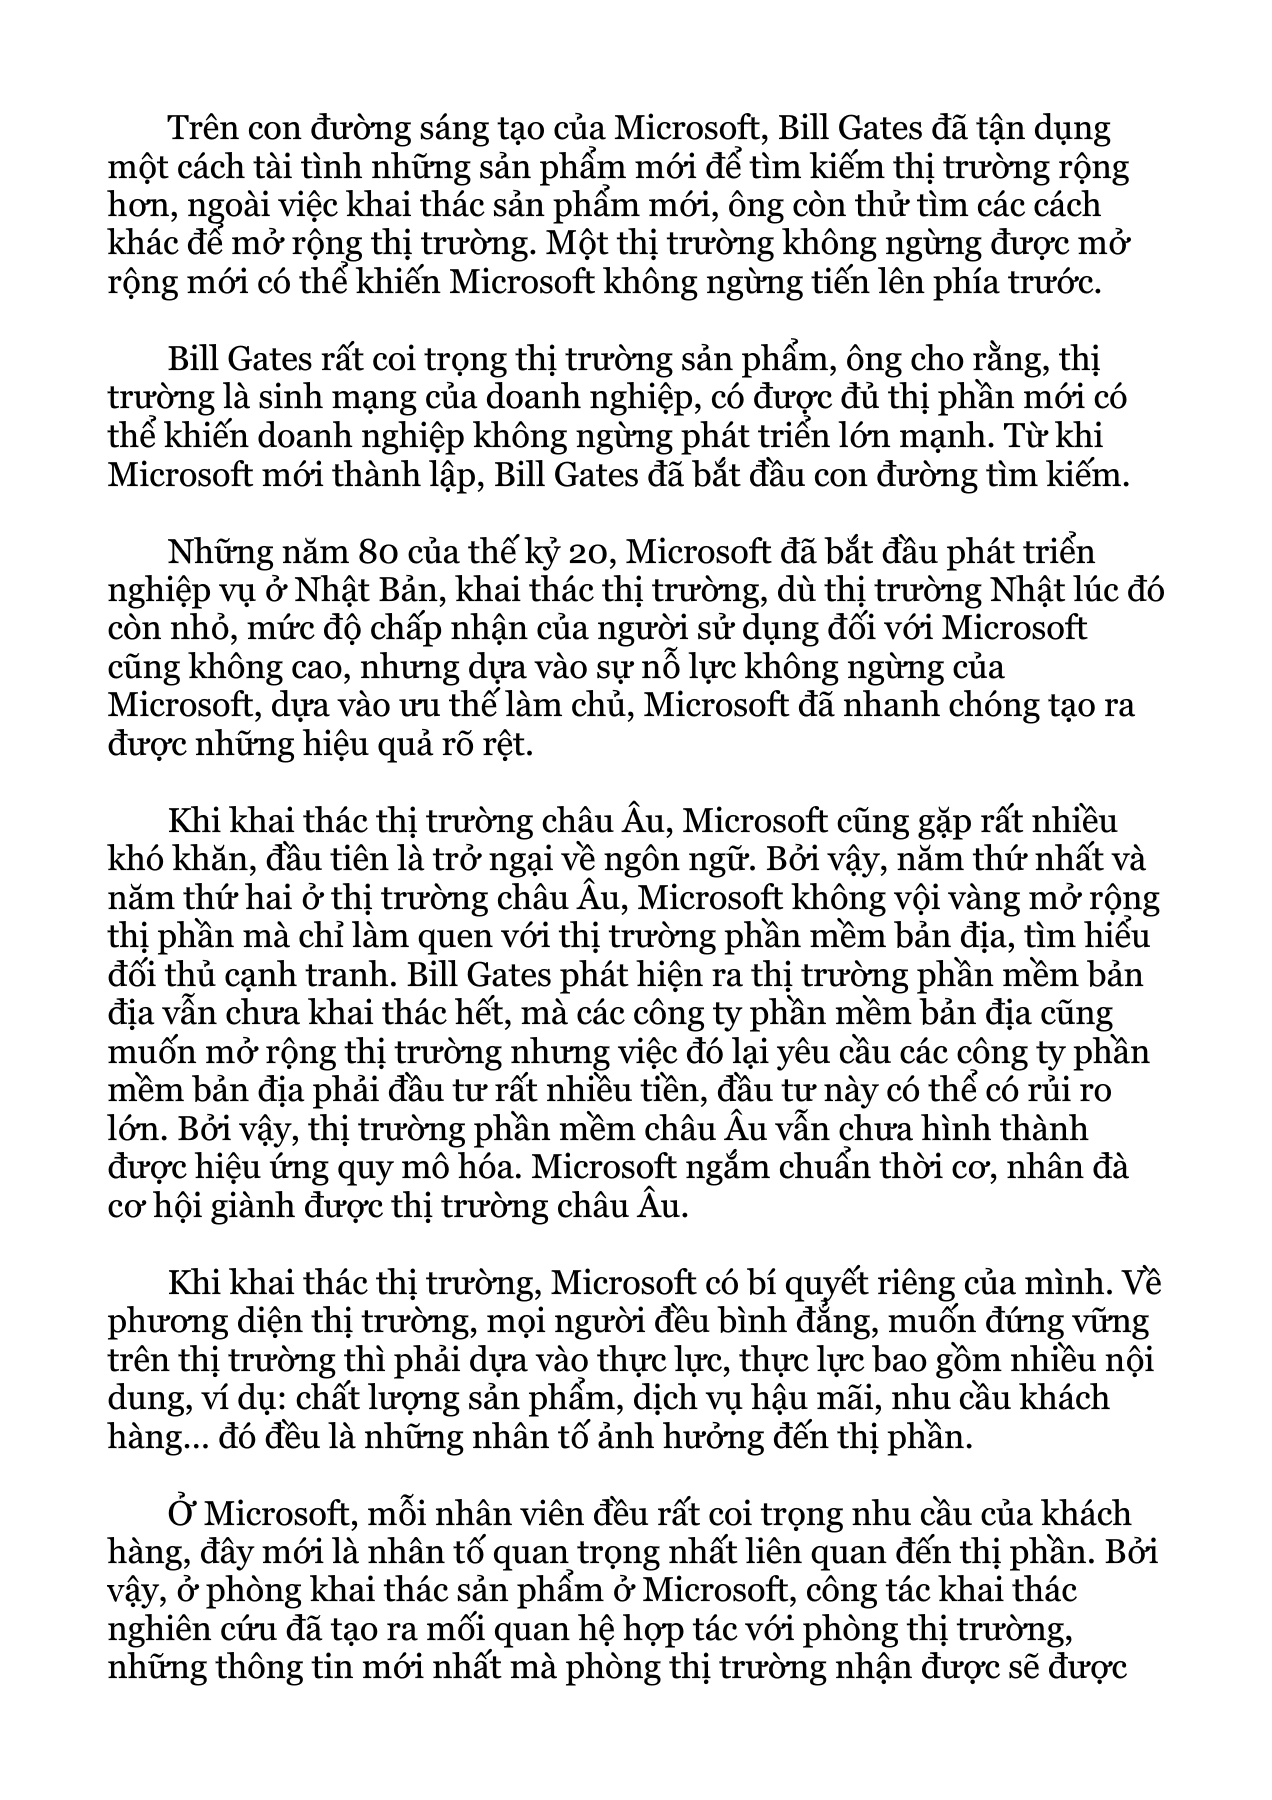 Trên con đường sáng tạo của Microsoft, Bill Gates đã tận dụng
một cách tài tình những sản phẩm mới để tìm kiếm thị trường rộng
hơn, ngoài việc khai thác sản phẩm mới, ông còn thử tìm các cách
khác để mở rộng thị trường. Một thị trường không ngừng được mở
rộng mới có thể khiến Microsoft không ngừng tiến lên phía trước.
Bill Gates rất coi trọng thị trường sản phẩm, ông cho rằng, thị
trường là sinh mạng của doanh nghiệp, có được đủ thị phần mới có
thể khiến doanh nghiệp không ngừng phát triển lớn mạnh. Từ khi
Microsoft mới thành lập, Bill Gates đã bắt đầu con đường tìm kiếm.
Những năm 80 của thế kỷ 20, Microsoft đã bắt đầu phát triển
nghiệp vụ ở Nhật Bản, khai thác thị trường, dù thị trường Nhật lúc đó
còn nhỏ, mức độ chấp nhận của người sử dụng đối với Microsoft
cũng không cao, nhưng dựa vào sự nỗ lực không ngừng của
Microsoft, dựa vào ưu thế làm chủ, Microsoft đã nhanh chóng tạo ra
được những hiệu quả rõ rệt.
Khi khai thác thị trường châu Âu, Microsoft cũng gặp rất nhiều
khó khăn, đầu tiên là trở ngại về ngôn ngữ. Bởi vậy, năm thứ nhất và
năm thứ hai ở thị trường châu Âu, Microsoft không vội vàng mở rộng
thị phần mà chỉ làm quen với thị trường phần mềm bản địa, tìm hiểu
đối thủ cạnh tranh. Bill Gates phát hiện ra thị trường phần mềm bản
địa vẫn chưa khai thác hết, mà các công ty phần mềm bản địa cũng
muốn mở rộng thị trường nhưng việc đó lại yêu cầu các công ty phần
mềm bản địa phải đầu tư rất nhiều tiền, đầu tư này có thể có rủi ro
lớn. Bởi vậy, thị trường phần mềm châu Âu vẫn chưa hình thành
được hiệu ứng quy mô hóa. Microsoft ngắm chuẩn thời cơ, nhân đà
cơ hội giành được thị trường châu Âu.
Khi khai thác thị trường, Microsoft có bí quyết riêng của mình. Về
phương diện thị trường, mọi người đều bình đẳng, muốn đứng vững
trên thị trường thì phải dựa vào thực lực, thực lực bao gồm nhiều nội
dung, ví dụ: chất lượng sản phẩm, dịch vụ hậu mãi, nhu cầu khách
hàng... đó đều là những nhân tố ảnh hưởng đến thị phần.
Ở Microsoft, mỗi nhân viên đều rất coi trọng nhu cầu của khách
hàng, đây mới là nhân tố quan trọng nhất liên quan đến thị phần. Bởi
vậy, ở phòng khai thác sản phẩm ở Microsoft, công tác khai thác
nghiên cứu đã tạo ra mối quan hệ hợp tác với phòng thị trường,
những thông tin mới nhất mà phòng thị trường nhận được sẽ được